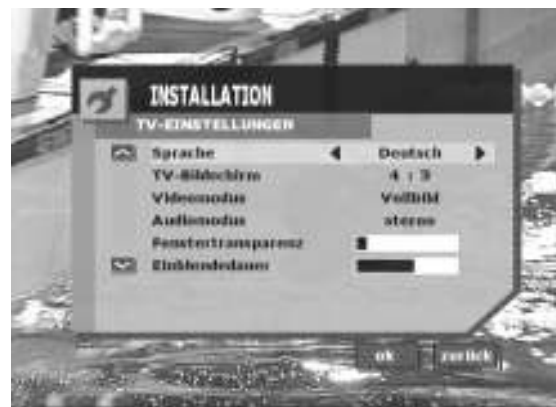 INSTALLATION
TV-EINSTELLUNGEN
Sprache Deutsch
TV-Bildschirm 4 : 3
Videomodus Vollbild
Audiomodus stereo
Fenstertransparenz
Einblendedauer
ok zurück